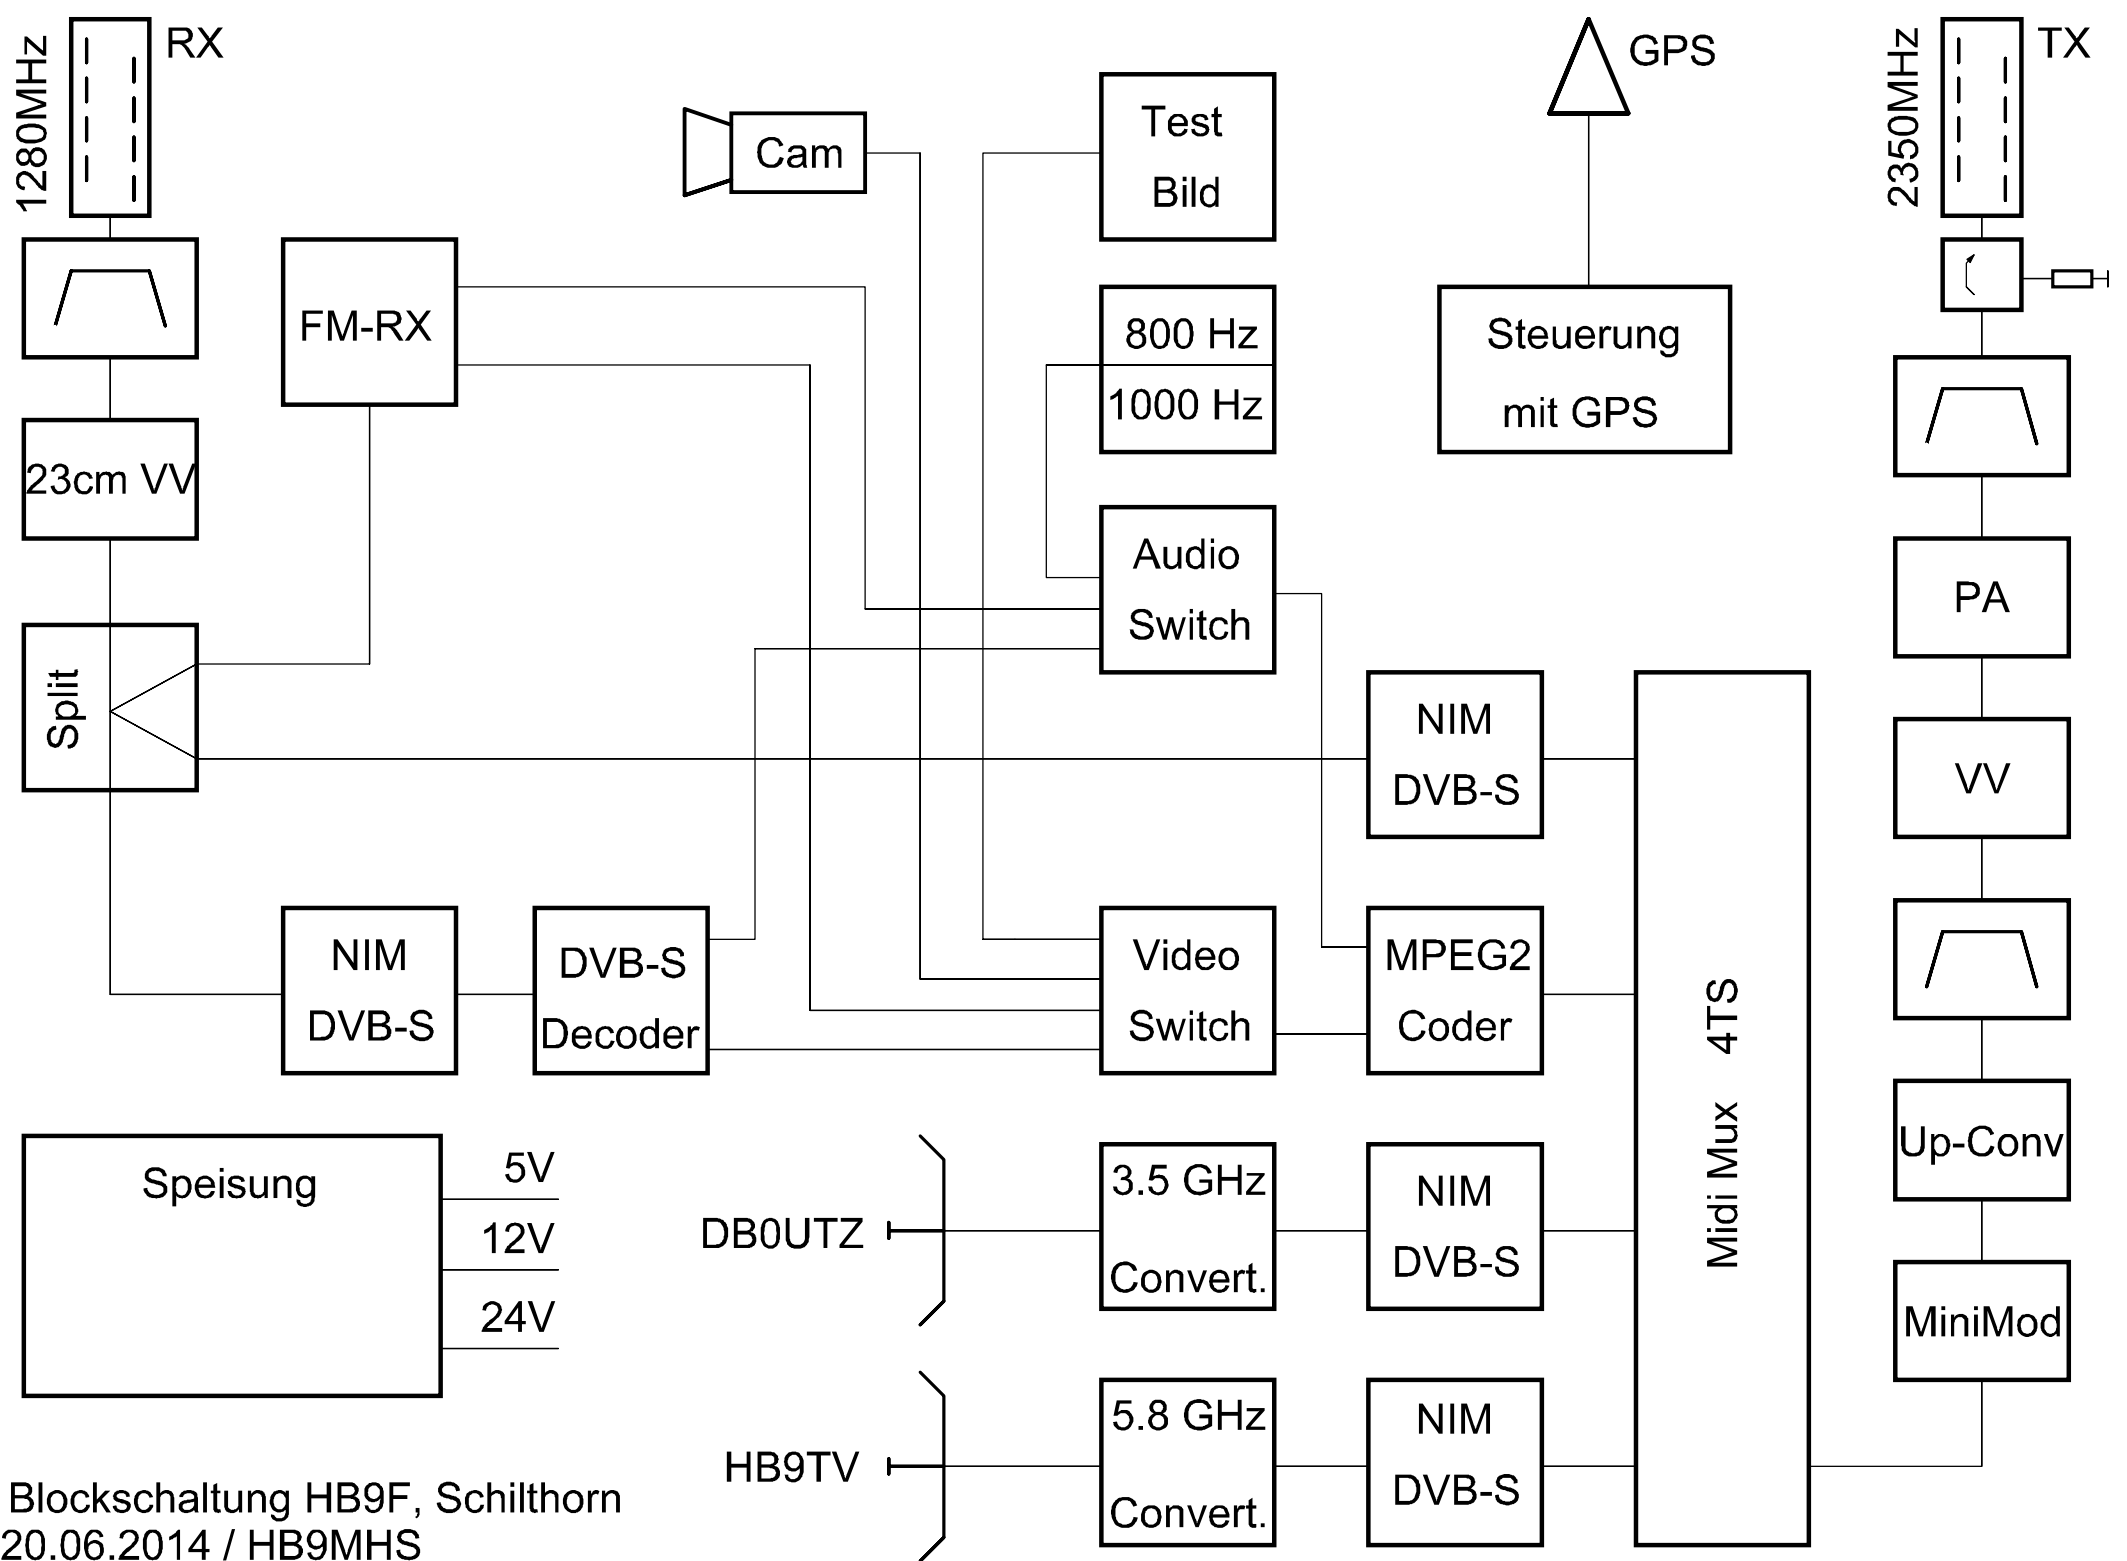 1280MHz
RX
GPS
2350MHz
TX
Cam
Test
Bild
FM-RX
800 Hz
1000 Hz
Steuerung
mit GPS
23cm VV
Audio
Switch
PA
Split
NIM
DVB-S
VV
NIM
DVB-S
DVB-S
Decoder
Video
Switch
MPEG2
Coder
Midi Mux 4TS
Up-Conv
Speisung
5V
12V
24V
DB0UTZ
3.5 GHz
Convert.
NIM
DVB-S
MiniMod
HB9TV
5.8 GHz
Convert.
NIM
DVB-S
Blockschaltung HB9F, Schilthorn
20.06.2014 / HB9MHS